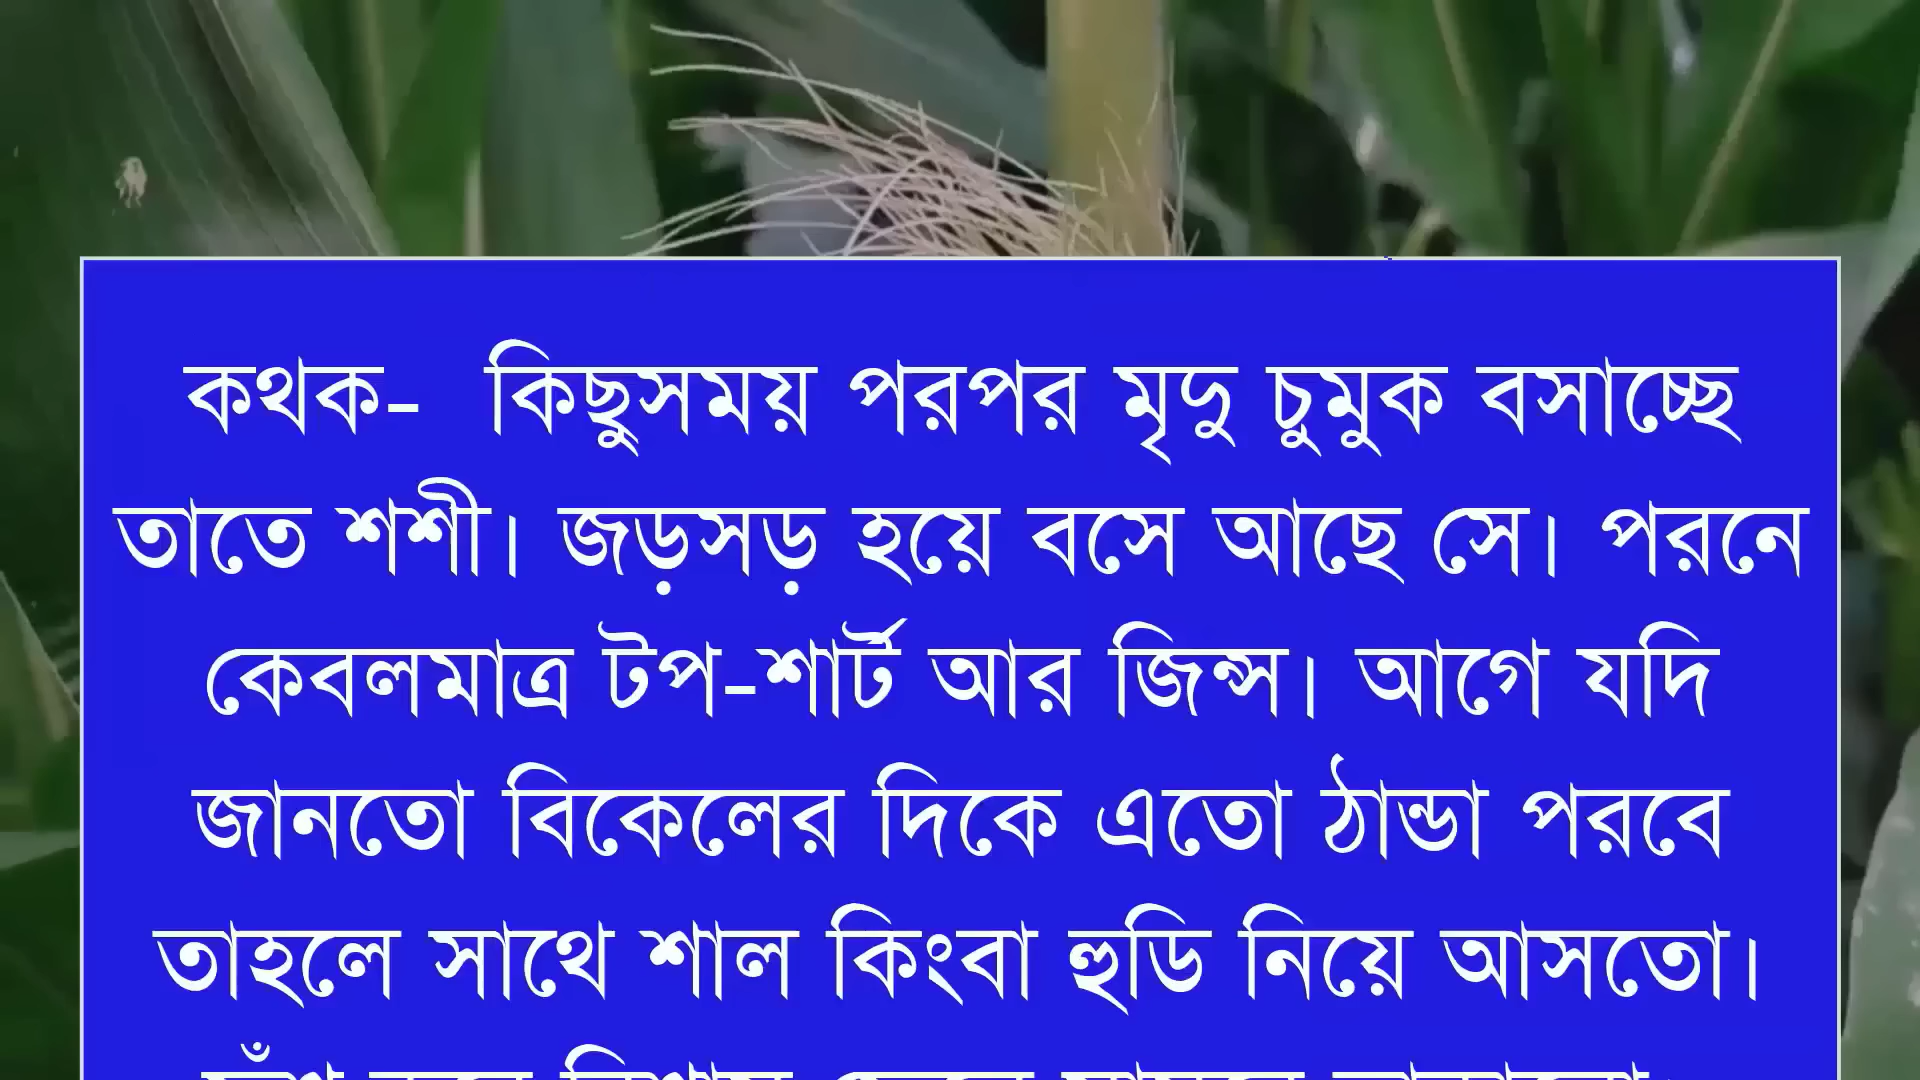 কথক- কিছুসময় পরপর মৃদু চুমুক বসাচ্ছে
তাতে শশী। জড়সড় হয়ে বসে আছে সে। পরনে
কেবলমাত্র টপ-শার্ট আর জিন্স। আগে যদি
জানতো বিকেলের দিকে এতো ঠান্ডা পরবে
তাহলে সাথে শাল কিংবা হুডি নিয়ে আসতো।